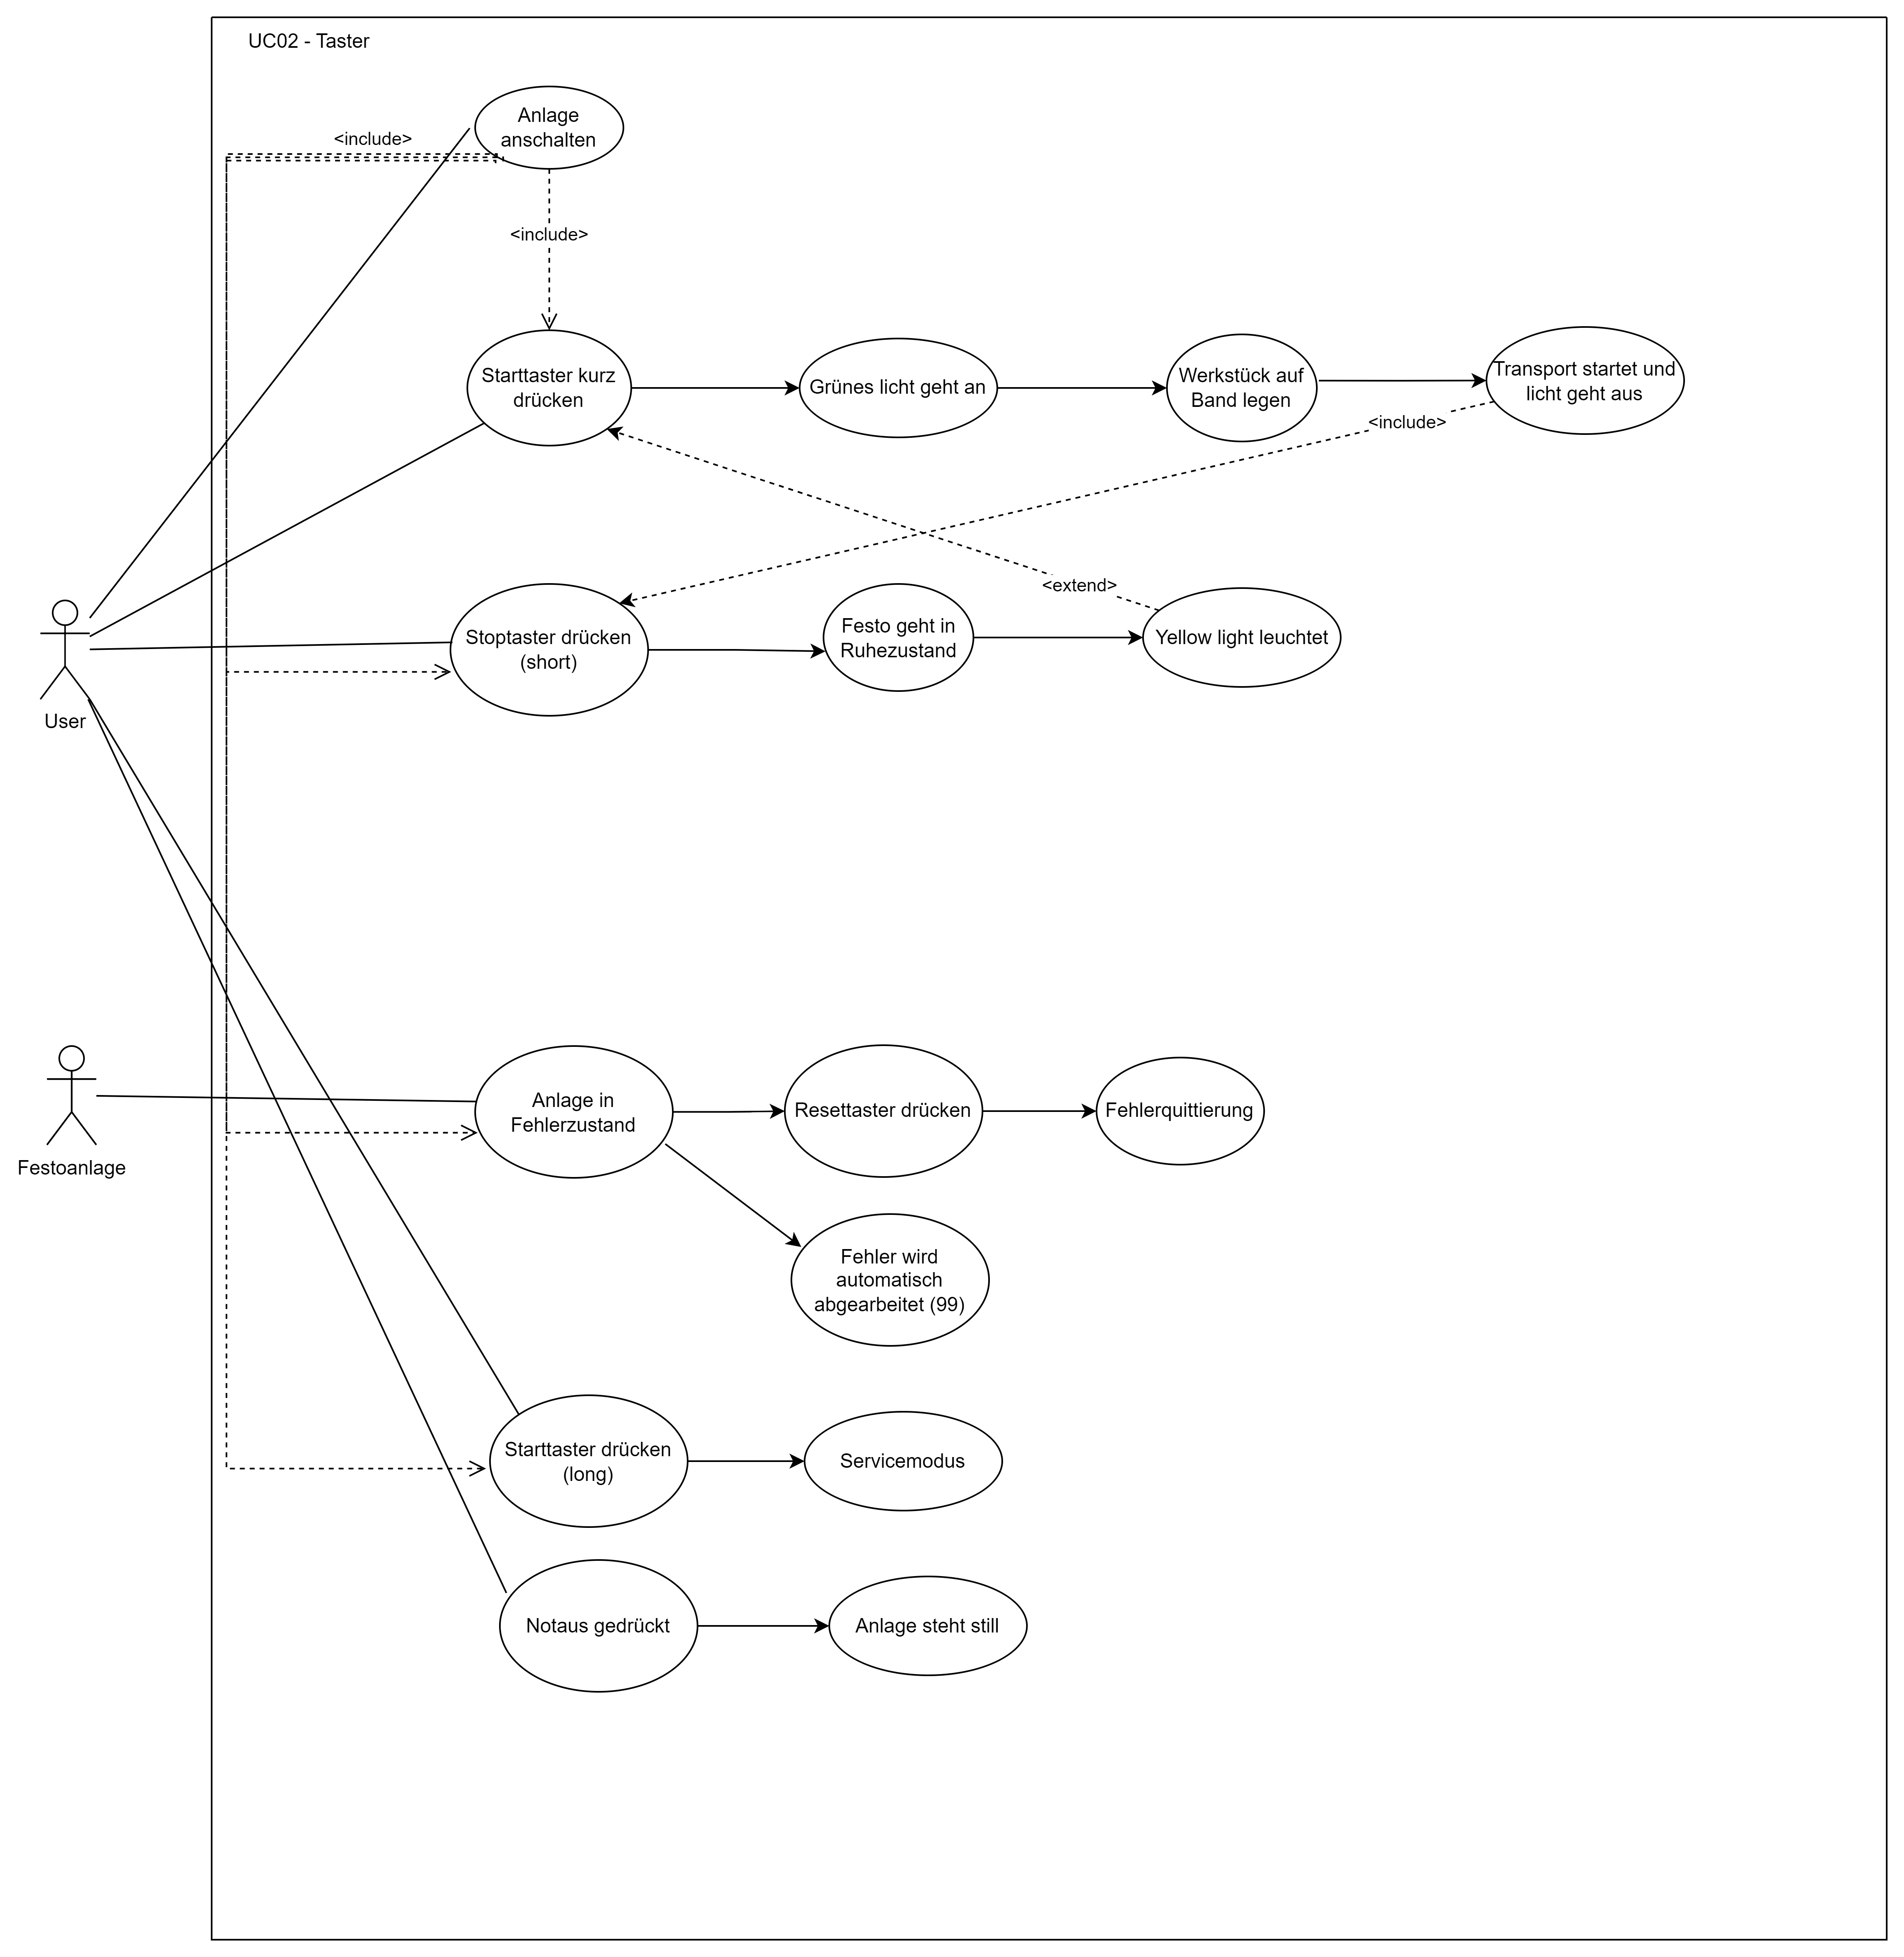 UC02 - Taster
Anlage
anschalten
<include>
<include>
Starttaster kurz
drücken
Grünes licht geht an
Werkstück auf
Band legen
Transport startet und
licht geht aus
<include>
<extend>
Stoptaster drücken
(short)
Festo geht in
Ruhezustand
Yellow light leuchtet
User
Anlage in
Fehlerzustand
Resettaster drücken
Fehlerquittierung
Festoanlage
Fehler wird
automatisch
abgearbeitet (99)
Starttaster drücken
(long)
Servicemodus
Notaus gedrückt
Anlage steht still